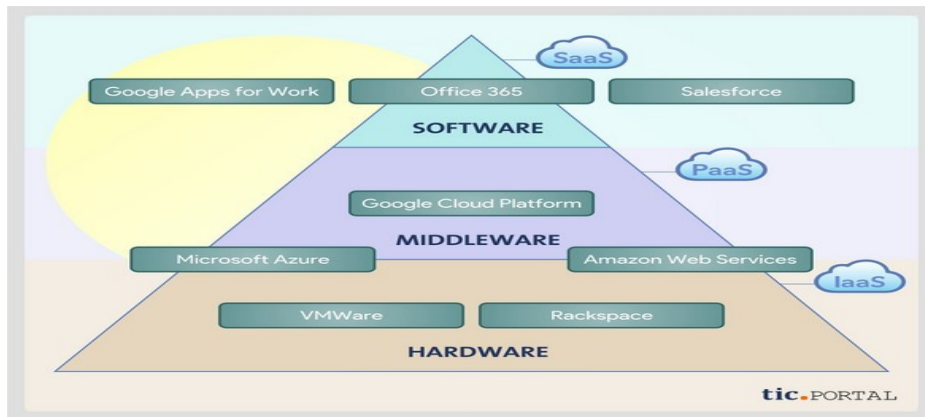 SaaS
Google Apps for Work
Office 365
Salesforce
SOFTWARE
PaaS
Google Cloud Platform
MIDDLEWARE
Microsoft Azure
Amazon Web Services
IaaS
VMWare
Rackspace
HARDWARE
tic.PORTAL